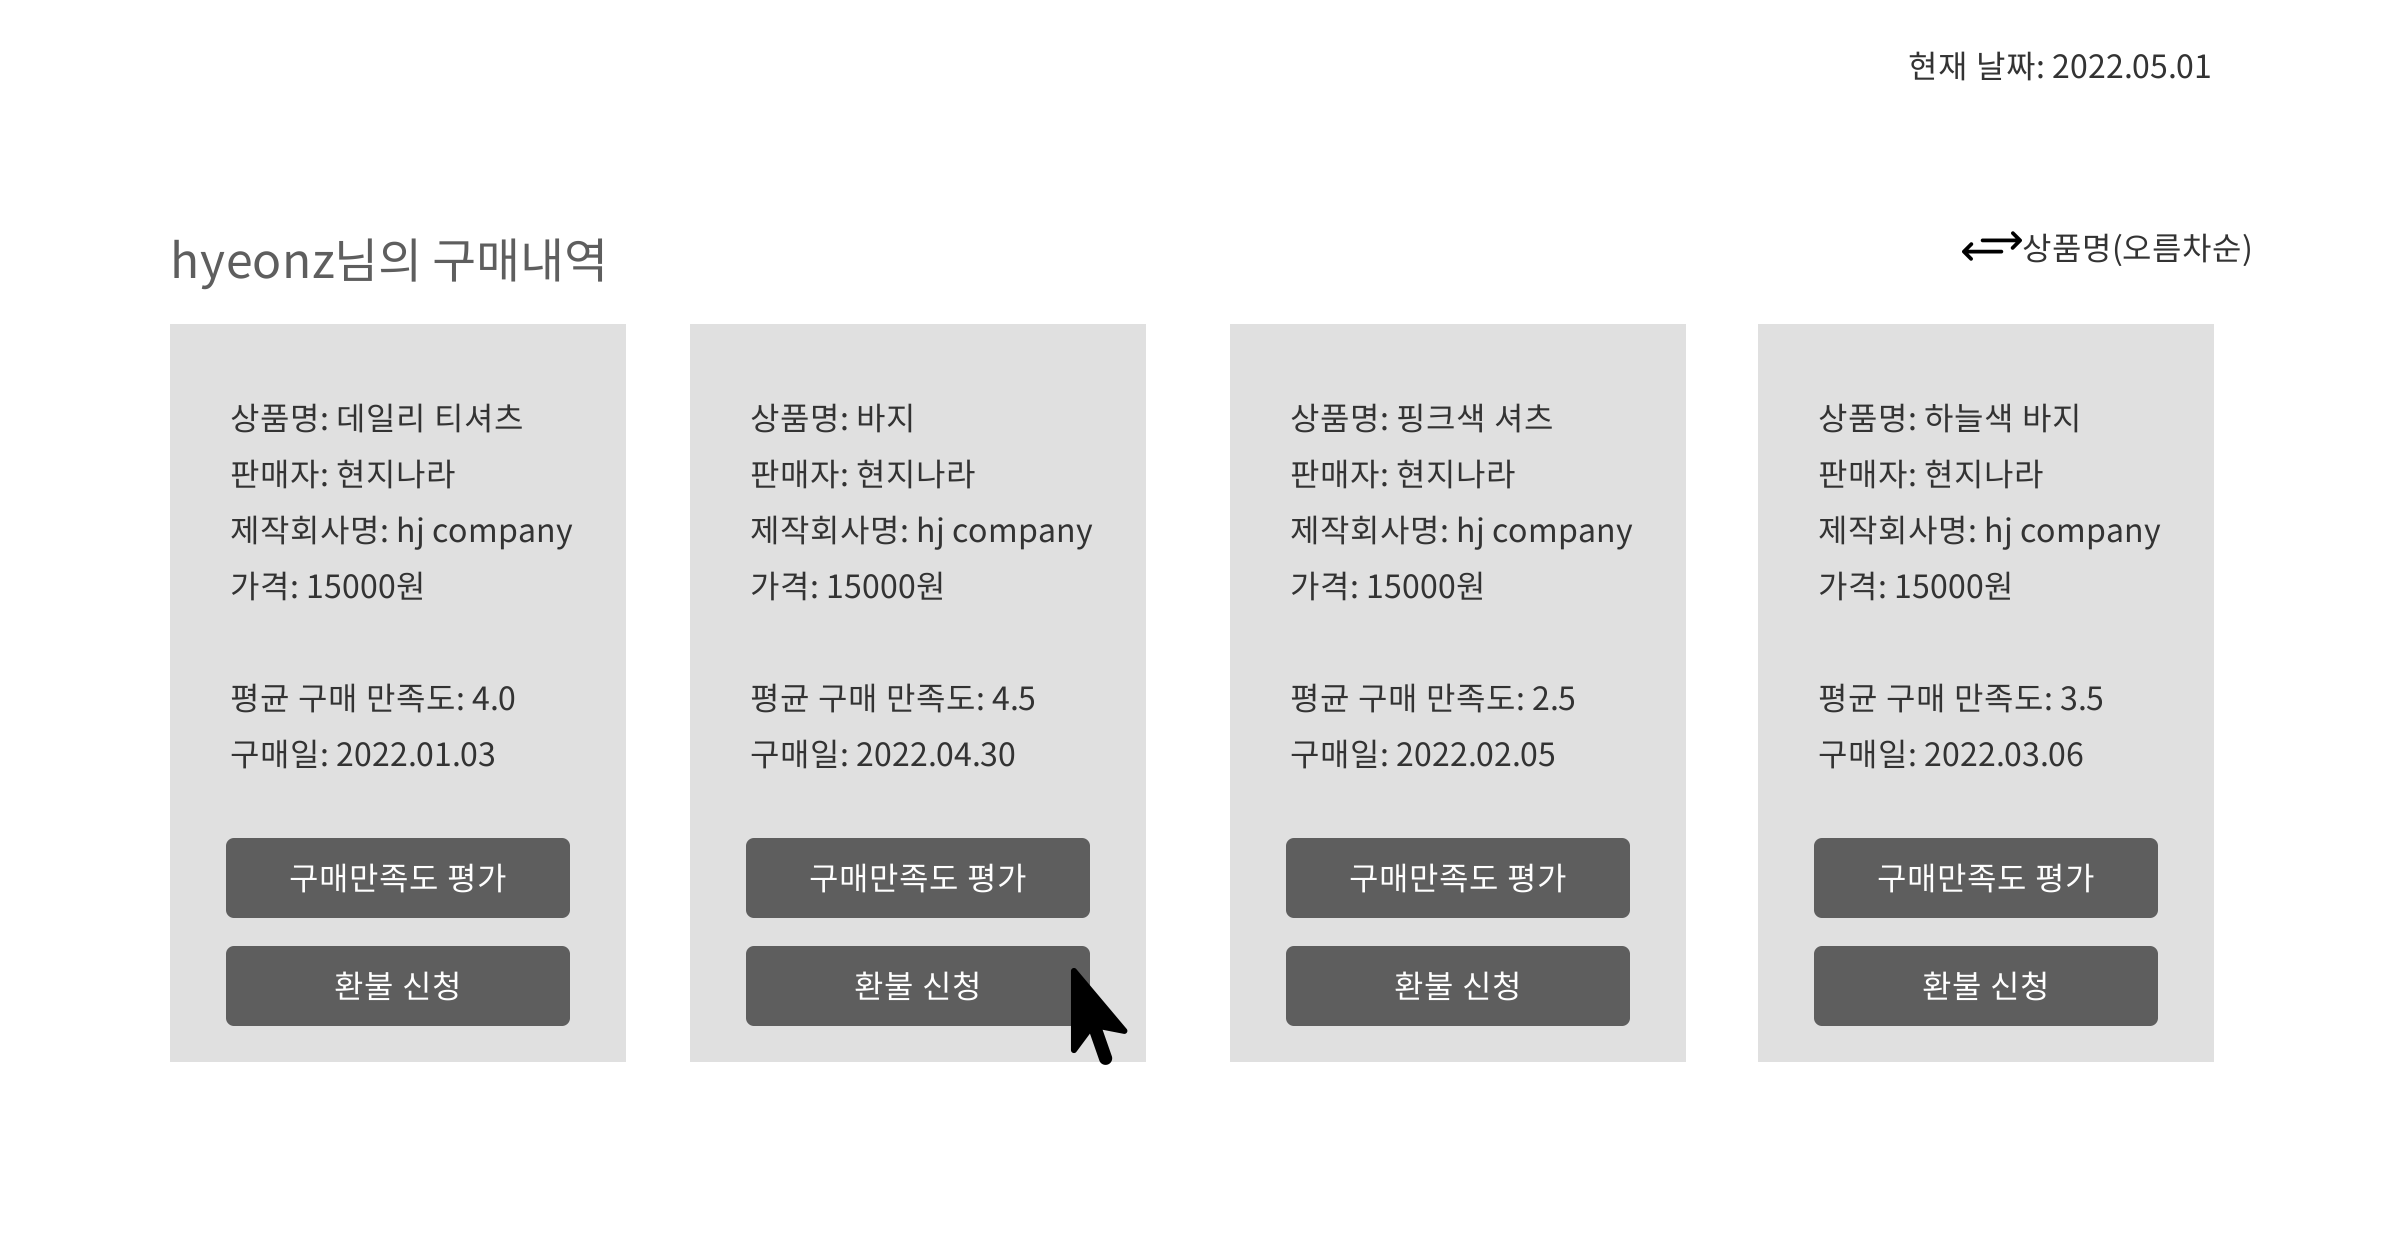 현재 날짜: 2022.05.01
hyeonz님의 구매내역
상품명(오름차순)
상품명: 데일리 티셔츠
판매자: 현지나라
제작회사명: hj company
가격: 15000원
평균 구매 만족도: 4.0
구매일: 2022.01.03
구매만족도 평가
환불 신청
상품명: 바지
판매자: 현지나라
제작회사명: hj company
가격: 15000원
평균 구매 만족도: 4.5
구매일: 2022.04.30
구매만족도 평가
환불 신청
상품명: 핑크색 셔츠
판매자: 현지나라
제작회사명: hj company
가격: 15000원
평균 구매 만족도: 2.5
구매일: 2022.02.05
구매만족도 평가
환불 신청
상품명: 하늘색 바지
판매자: 현지나라
제작회사명: hj company
가격: 15000원
평균 구매 만족도: 3.5
구매일: 2022.03.06
구매만족도 평가
환불 신청